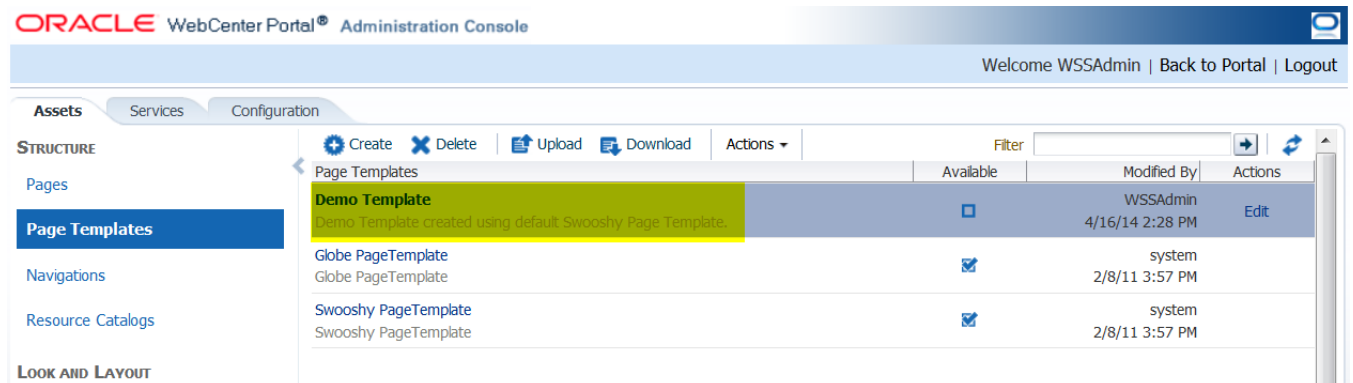 ORACLE WebCenter Portal® Administration Console
Welcome WSSAdmin | Back to Portal | Logout
Assets Services Configuration
STRUCTURE
Pages
Page Templates
Navigations
Resource Catalogs
LOOK AND LAYOUT
Create Delete Upload Download Actions Filter
Page Templates Available Modified By Actions
Demo Template
Demo Template created using default Swooshy Page Template.
WSSAdmin
4/16/14 2:28 PM
Edit
Globe PageTemplate
Globe PageTemplate
system
2/8/11 3:57 PM
Swooshy PageTemplate
Swooshy PageTemplate
system
2/8/11 3:57 PM